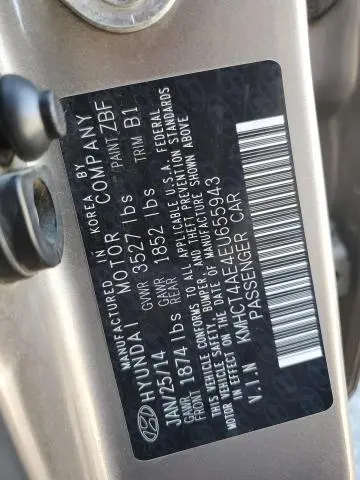 MANUFACTURED IN KOREA BY
HYUNDAI MOTOR COMPANY
JAN/25/14 GVWR 3527 lbs PAINT ZBF
GAWR FRONT 1874 lbs GAWR REAR 1852 lbs TRIM B1
THIS VEHICLE CONFORMS TO ALL APPLICABLE U.S.A. FEDERAL
MOTOR VEHICLE SAFETY BUMPER, AND THEFT PREVENTION STANDARDS
IN EFFECT ON THE DATE OF MANUFACTURE SHOWN ABOVE
V.I.N KMHCT4AE4EU655943
PASSENGER CAR